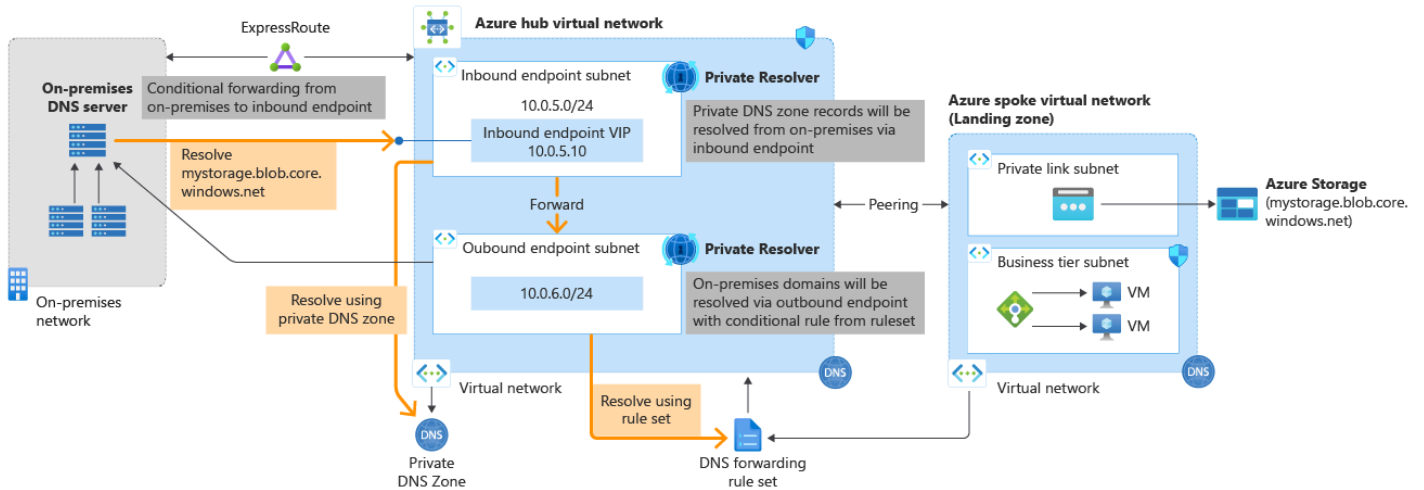 ExpressRoute
Azure hub virtual network
On-premises
DNS server
Conditional forwarding from
on-premises to inbound endpoint
Resolve
mystorage.blob.core.
windows.net
On-premises
network
Inbound endpoint subnet
10.0.5.0/24
Inbound endpoint VIP
10.0.5.10
Private Resolver
Private DNS zone records will be
resolved from on-premises via
inbound endpoint
Forward
Oubound endpoint subnet
10.0.6.0/24
Private Resolver
On-premises domains will be
resolved via outbound endpoint
with conditional rule from ruleset
Resolve using
private DNS zone
Virtual network
DNS
DNS
Private
DNS Zone
Resolve using
rule set
DNS forwarding
rule set
Peering
Azure spoke virtual network
(Landing zone)
Private link subnet
Business tier subnet
VM
VM
DNS
Virtual network
Azure Storage
(mystorage.blob.core.
windows.net)